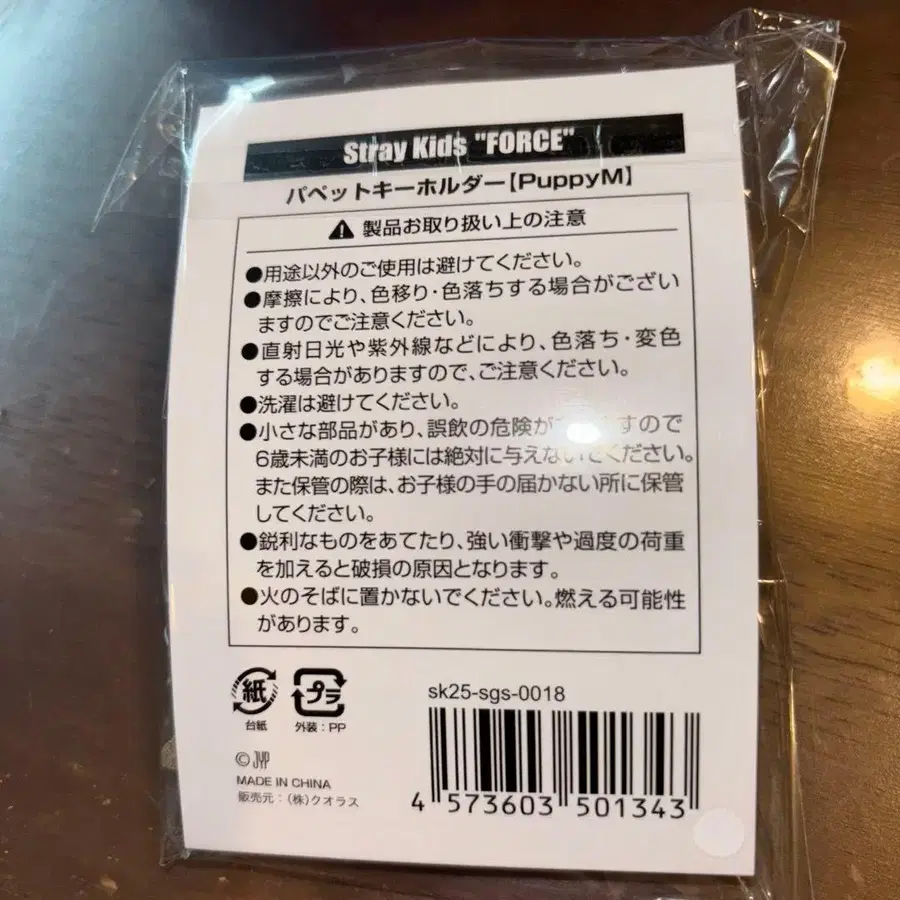 Stray Kids "FORCE"
パペットキーホルダー【PuppyM】
製品お取り扱い上の注意
●用途以外のご使用は避けてください。
●摩擦により、色移り・色落ちする場合がござい
ますのでご注意ください。
●直射日光や紫外線などにより、色落ち・変色
する場合がありますので、ご注意ください。
●洗濯は避けてください。
●小さな部品があり、誤飲の危険が すので
6歳未満のお子様には絶対に与えないでください。
また保管の際は、お子様の手の届かない所に保管
してください。
●鋭利なものをあてたり、強い衝撃や過度の荷重
を加えると破損の原因となります。
●火のそばに置かないでください。燃える可能性
があります。
紙 プラ
台紙 外装：PP
sk25-sgs-0018
© JYP
MADE IN CHINA
販売元：(株)クオラス
4 573603 501343